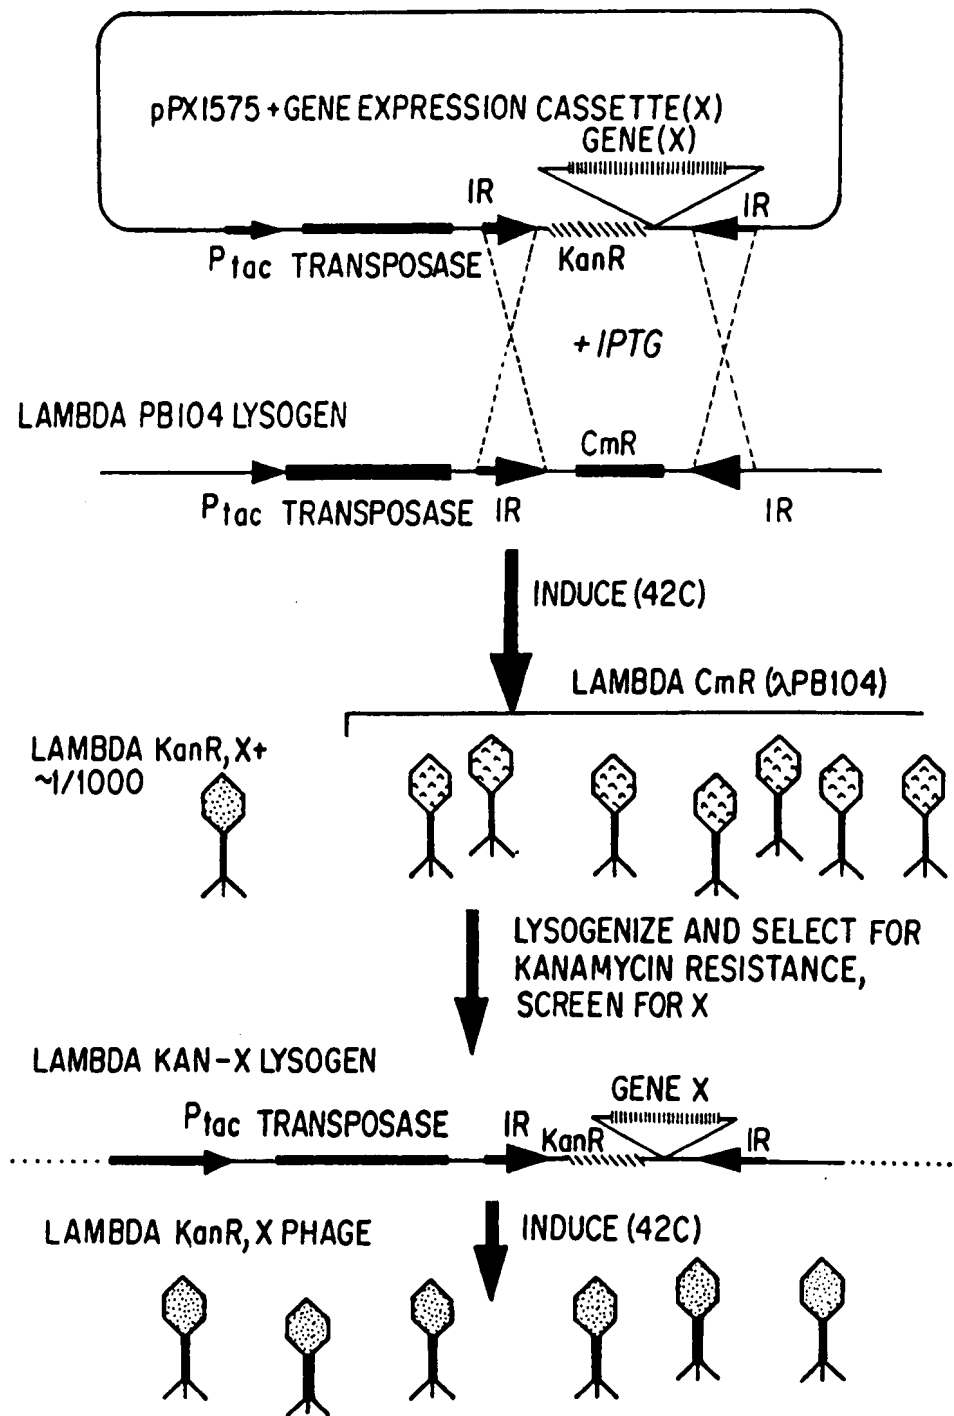 pPX1575+GENE EXPRESSION CASSETTE(X)
GENE(X)
IR
IR
Ptac TRANSPOSASE
KanR
+IPTG
LAMBDA PB104 LYSOGEN
CmR
Ptac TRANSPOSASE IR
IR
INDUCE (42C)
LAMBDA CmR (λPB104)
LAMBDA KanR, X+
~1/1000
LYSOGENIZE AND SELECT FOR
KANAMYCIN RESISTANCE,
SCREEN FOR X
LAMBDA KAN-X LYSOGEN
GENE X
Ptac TRANSPOSASE
IR
KanR
IR
LAMBDA KanR, X PHAGE
INDUCE (42C)